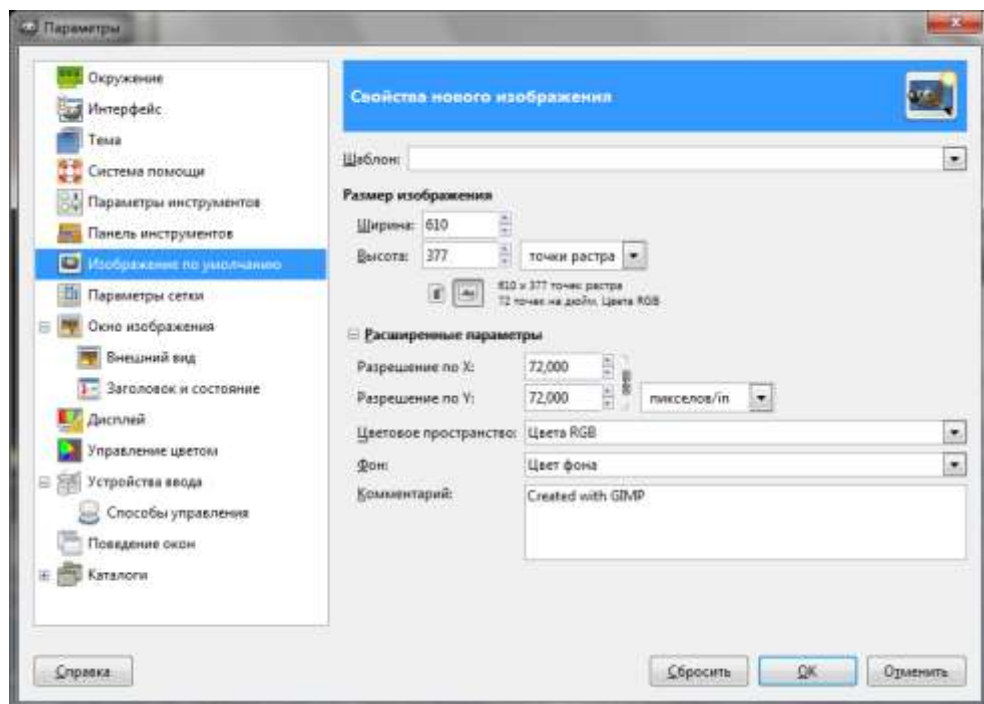 Параметры
Окружение
Интерфейс
Тема
Система помощи
Параметры инструментов
Панель инструментов
Изображение по умолчанию
Параметры сетки
Окно изображения
Внешний вид
Заголовок и состояние
Дисплей
Управление цветом
Устройства ввода
Способы управления
Поведение окон
Каталоги
Свойства нового изображения
Шаблон:
Размер изображения
Ширина: 610
Высота: 377 точки растра
610 x 377 точек растра
72 точек на дюйм, Цвета RGB
Расширенные параметры
Разрешение по X: 72,000
Разрешение по Y: 72,000 пикселов/in
Цветовое пространство: Цвета RGB
Фон: Цвет фона
Комментарий: Created with GIMP
Справка Сбросить OK Отменить